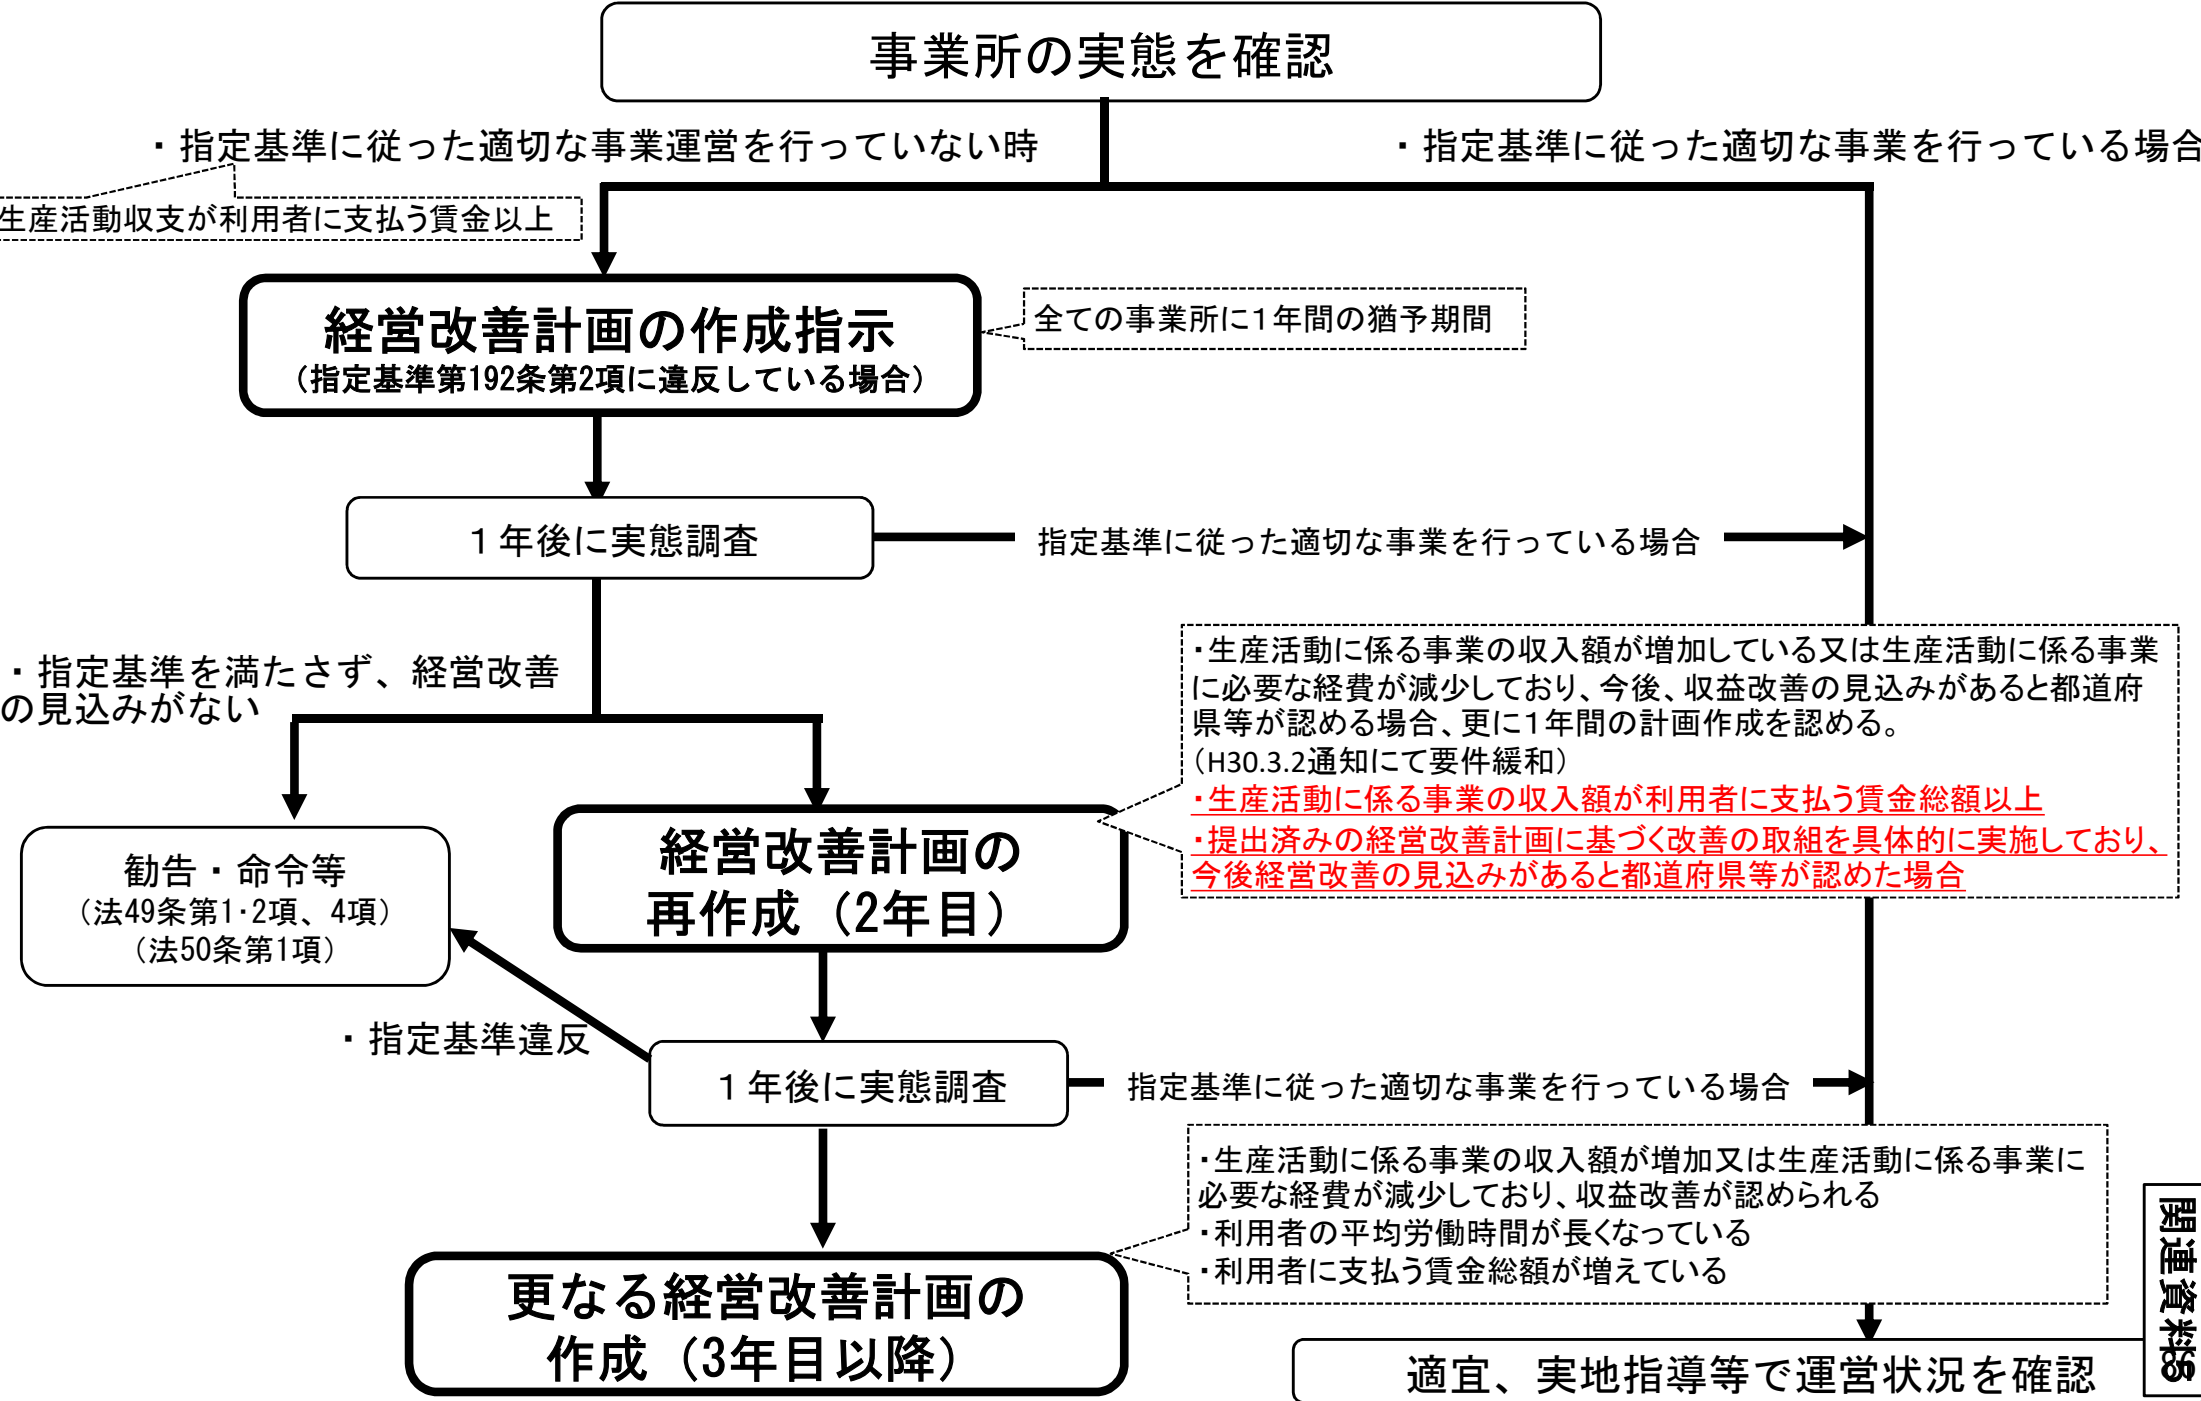 事業所の実態を確認
・指定基準に従った適切な事業運営を行っていない時
・指定基準に従った適切な事業を行っている場合
生産活動収支が利用者に支払う賃金以上
経営改善計画の作成指示
（指定基準第192条第2項に違反している場合）
全ての事業所に１年間の猶予期間
１年後に実態調査
指定基準に従った適切な事業を行っている場合
・指定基準を満たさず、経営改善
の見込みがない
・生産活動に係る事業の収入額が増加している又は生産活動に係る事業
に必要な経費が減少しており、今後、収益改善の見込みがあると都道府
県等が認める場合、更に１年間の計画作成を認める。
（H30.3.2通知にて要件緩和）
・生産活動に係る事業の収入額が利用者に支払う賃金総額以上
・提出済みの経営改善計画に基づく改善の取組を具体的に実施しており、
今後経営改善の見込みがあると都道府県等が認めた場合
経営改善計画の
再作成（2年目）
勧告・命令等
（法49条第1・2項、4項）
（法50条第1項）
・指定基準違反
１年後に実態調査
指定基準に従った適切な事業を行っている場合
・生産活動に係る事業の収入額が増加又は生産活動に係る事業に
必要な経費が減少しており、収益改善が認められる
・利用者の平均労働時間が長くなっている
・利用者に支払う賃金総額が増えている
更なる経営改善計画の
作成（3年目以降）
適宜、実地指導等で運営状況を確認
関連資料